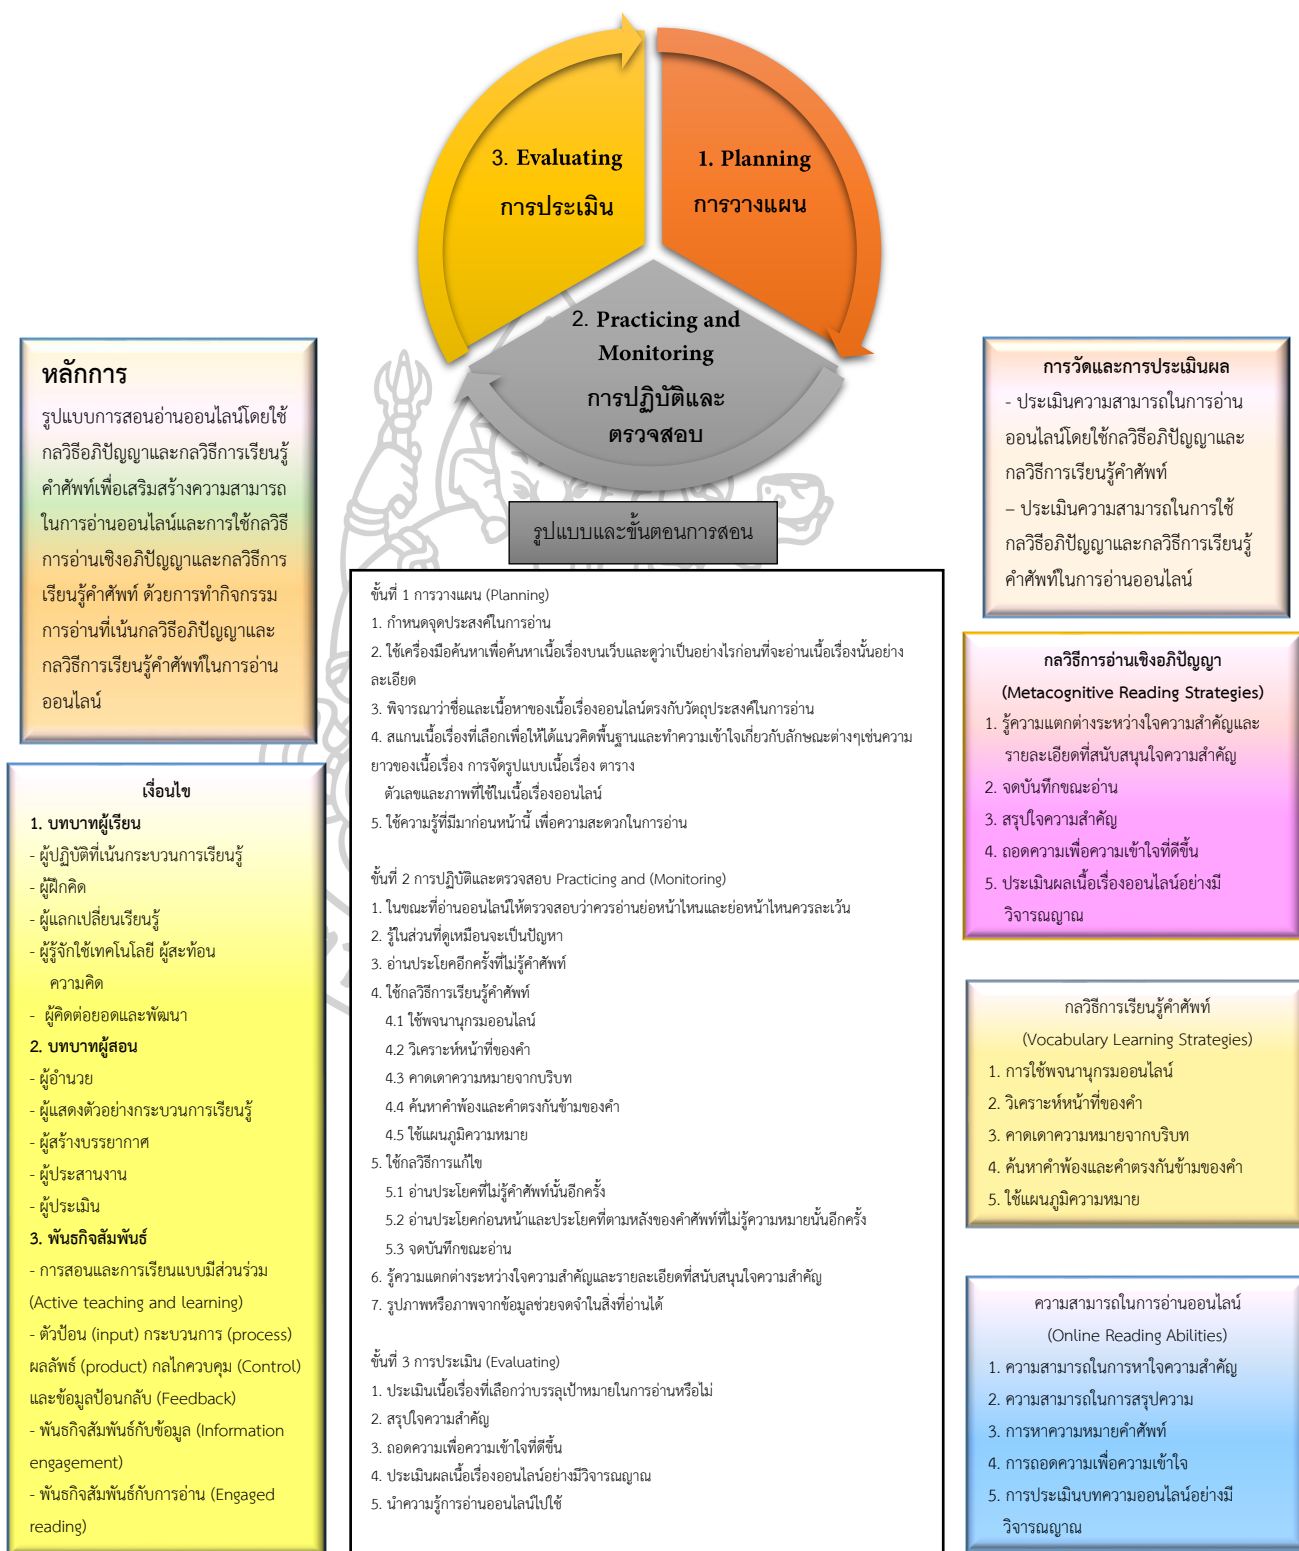 3. Evaluating
การประเมิน
1. Planning
การวางแผน
2. Practicing and
Monitoring
การปฏิบัติและ
ตรวจสอบ
รูปแบบและขั้นตอนการสอน
หลักการ
รูปแบบการสอนอ่านออนไลน์โดยใช้
กลวิธีอภิปัญญาและกลวิธีการเรียนรู้
คำศัพท์เพื่อเสริมสร้างความสามารถ
ในการอ่านออนไลน์และการใช้กลวิธี
การอ่านเชิงอภิปัญญาและกลวิธีการ
เรียนรู้คำศัพท์ ด้วยการทำกิจกรรม
การอ่านที่เน้นกลวิธีอภิปัญญาและ
กลวิธีการเรียนรู้คำศัพท์ในการอ่าน
ออนไลน์
เงื่อนไข
1. บทบาทผู้เรียน
- ผู้ปฏิบัติที่เน้นกระบวนการเรียนรู้
- ผู้ฝึกคิด
- ผู้แลกเปลี่ยนเรียนรู้
- ผู้รู้จักใช้เทคโนโลยี ผู้สะท้อน
ความคิด
- ผู้คิดต่อยอดและพัฒนา
2. บทบาทผู้สอน
- ผู้อำนวย
- ผู้แสดงตัวอย่างกระบวนการเรียนรู้
- ผู้สร้างบรรยากาศ
- ผู้ประสานงาน
- ผู้ประเมิน
3. พันธกิจสัมพันธ์
- การสอนและการเรียนแบบมีส่วนร่วม
(Active teaching and learning)
- ตัวป้อน (input) กระบวนการ (process)
ผลลัพธ์ (product) กลไกควบคุม (Control)
และข้อมูลป้อนกลับ (Feedback)
- พันธกิจสัมพันธ์กับข้อมูล (Information
engagement)
- พันธกิจสัมพันธ์กับการอ่าน (Engaged
reading)
ขั้นที่ 1 การวางแผน (Planning)
1. กำหนดจุดประสงค์ในการอ่าน
2. ใช้เครื่องมือค้นหาเพื่อค้นหาเนื้อเรื่องบนเว็บและดูว่าเป็นอย่างไรก่อนที่จะอ่านเนื้อเรื่องนั้นอย่าง
ละเอียด
3. พิจารณาว่าชื่อและเนื้อหาของเนื้อเรื่องออนไลน์ตรงกับวัตถุประสงค์ในการอ่าน
4. สแกนเนื้อเรื่องที่เลือกเพื่อให้ได้แนวคิดพื้นฐานและทำความเข้าใจเกี่ยวกับลักษณะต่างๆเช่นความ
ยาวของเนื้อเรื่อง การจัดรูปแบบเนื้อเรื่อง ตาราง
ตัวเลขและภาพที่ใช้ในเนื้อเรื่องออนไลน์
5. ใช้ความรู้ที่มีมาก่อนหน้านี้ เพื่อความสะดวกในการอ่าน
ขั้นที่ 2 การปฏิบัติและตรวจสอบ Practicing and (Monitoring)
1. ในขณะที่อ่านออนไลน์ให้ตรวจสอบว่าควรอ่านย่อหน้าไหนและย่อหน้าไหนควรละเว้น
2. รู้ในส่วนที่ดูเหมือนจะเป็นปัญหา
3. อ่านประโยคอีกครั้งที่ไม่รู้คำศัพท์
4. ใช้กลวิธีการเรียนรู้คำศัพท์
4.1 ใช้พจนานุกรมออนไลน์
4.2 วิเคราะห์หน้าที่ของคำ
4.3 คาดเดาความหมายจากบริบท
4.4 ค้นหาคำพ้องและคำตรงกันข้ามของคำ
4.5 ใช้แผนภูมิความหมาย
5. ใช้กลวิธีการแก้ไข
5.1 อ่านประโยคที่ไม่รู้คำศัพท์นั้นอีกครั้ง
5.2 อ่านประโยคก่อนหน้าและประโยคที่ตามหลังของคำศัพท์ที่ไม่รู้ความหมายนั้นอีกครั้ง
5.3 จดบันทึกขณะอ่าน
6. รู้ความแตกต่างระหว่างใจความสำคัญและรายละเอียดที่สนับสนุนใจความสำคัญ
7. รูปภาพหรือภาพจากข้อมูลช่วยจดจำในสิ่งที่อ่านได้
ขั้นที่ 3 การประเมิน (Evaluating)
1. ประเมินเนื้อเรื่องที่เลือกว่าบรรลุเป้าหมายในการอ่านหรือไม่
2. สรุปใจความสำคัญ
3. ถอดความเพื่อความเข้าใจที่ดีขึ้น
4. ประเมินผลเนื้อเรื่องออนไลน์อย่างมีวิจารณญาณ
5. นำความรู้การอ่านออนไลน์ไปใช้
การวัดและการประเมินผล
- ประเมินความสามารถในการอ่าน
ออนไลน์โดยใช้กลวิธีอภิปัญญาและ
กลวิธีการเรียนรู้คำศัพท์
– ประเมินความสามารถในการใช้
กลวิธีอภิปัญญาและกลวิธีการเรียนรู้
คำศัพท์ในการอ่านออนไลน์
กลวิธีการอ่านเชิงอภิปัญญา
(Metacognitive Reading Strategies)
1. รู้ความแตกต่างระหว่างใจความสำคัญและ
รายละเอียดที่สนับสนุนใจความสำคัญ
2. จดบันทึกขณะอ่าน
3. สรุปใจความสำคัญ
4. ถอดความเพื่อความเข้าใจที่ดีขึ้น
5. ประเมินผลเนื้อเรื่องออนไลน์อย่างมี
วิจารณญาณ
กลวิธีการเรียนรู้คำศัพท์
(Vocabulary Learning Strategies)
1. การใช้พจนานุกรมออนไลน์
2. วิเคราะห์หน้าที่ของคำ
3. คาดเดาความหมายจากบริบท
4. ค้นหาคำพ้องและคำตรงกันข้ามของคำ
5. ใช้แผนภูมิความหมาย
ความสามารถในการอ่านออนไลน์
(Online Reading Abilities)
1. ความสามารถในการหาใจความสำคัญ
2. ความสามารถในการสรุปความ
3. การหาความหมายคำศัพท์
4. การถอดความเพื่อความเข้าใจ
5. การประเมินบทความออนไลน์อย่างมี
วิจารณญาณ